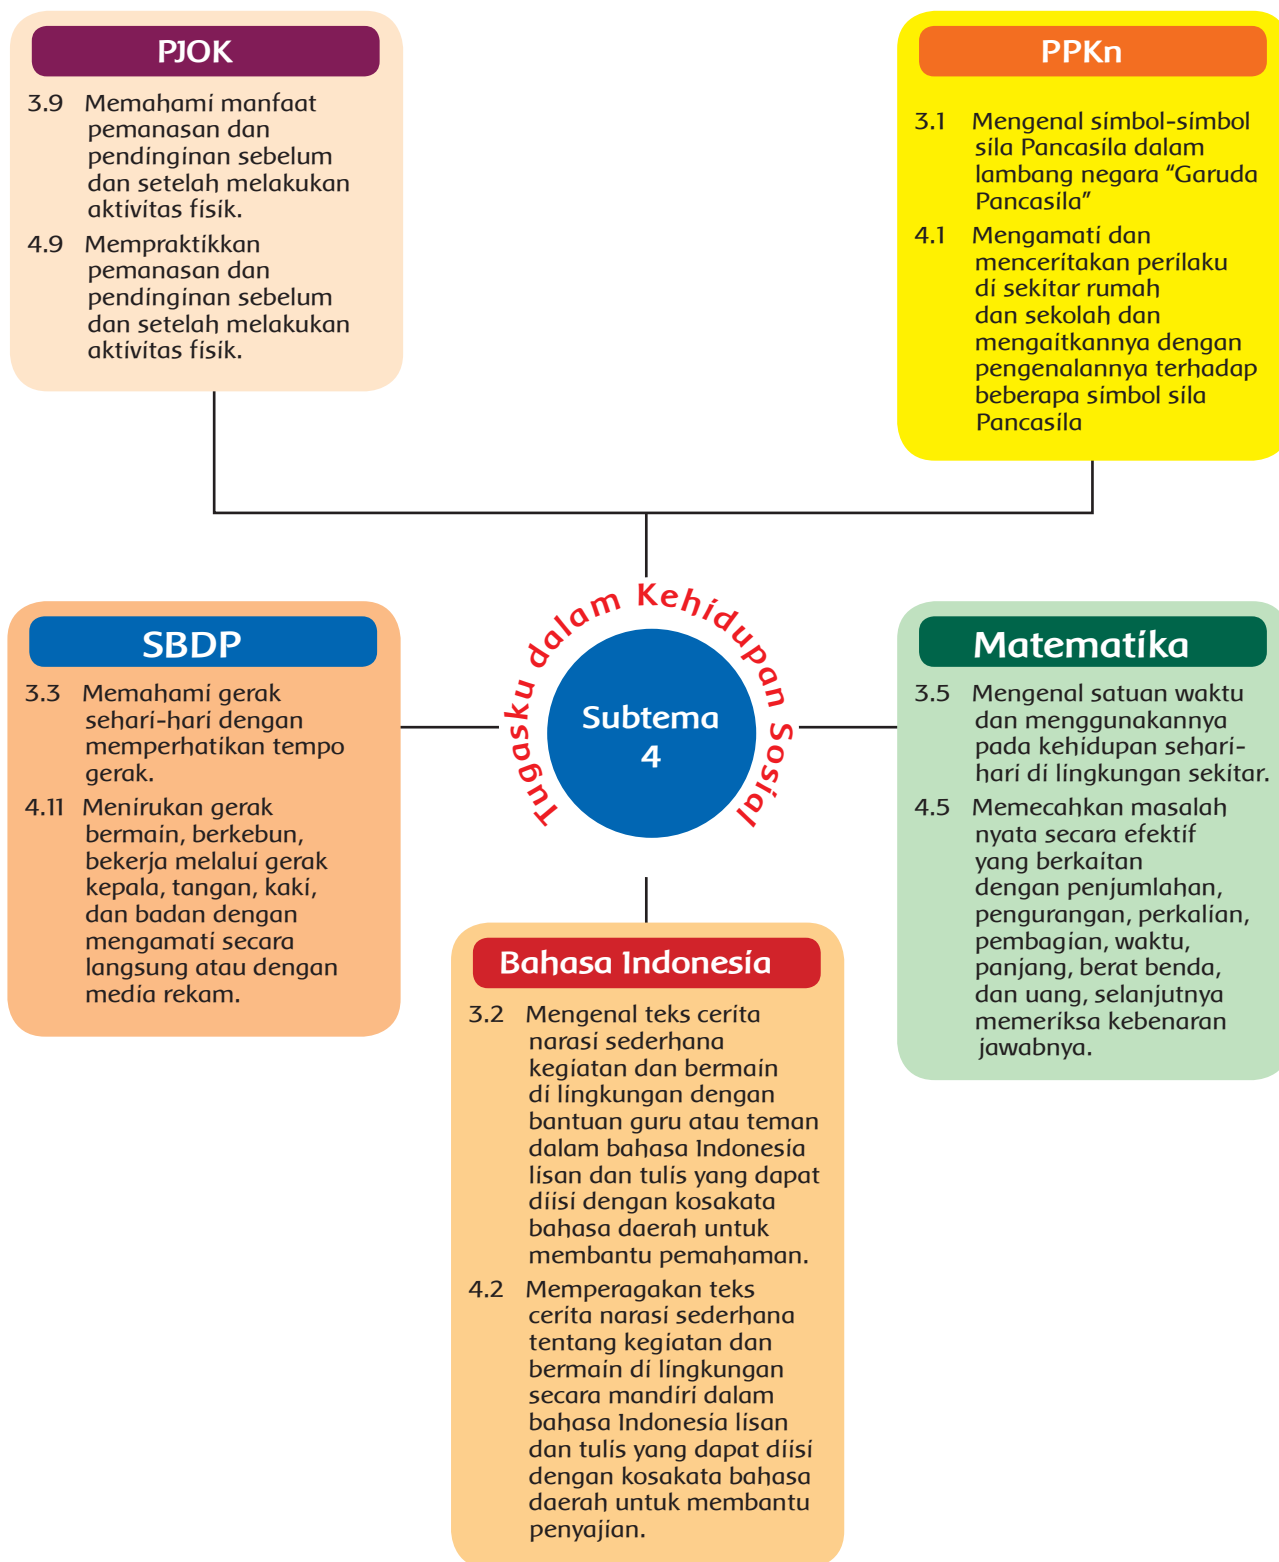 PJOK
3.9 Memahami manfaat
pemanasan dan
pendinginan sebelum
dan setelah melakukan
aktivitas fisik.
4.9 Mempraktikkan
pemanasan dan
pendinginan sebelum
dan setelah melakukan
aktivitas fisik.
PPKn
3.1 Mengenal simbol-simbol
sila Pancasila dalam
lambang negara “Garuda
Pancasila”
4.1 Mengamati dan
menceritakan perilaku
di sekitar rumah
dan sekolah dan
mengaitkannya dengan
pengenalannya terhadap
beberapa simbol sila
Pancasila
Tugasku dalam Kehidupan Sosial
Subtema
4
SBDP
3.3 Memahami gerak
sehari-hari dengan
memperhatikan tempo
gerak.
4.11 Menirukan gerak
bermain, berkebun,
bekerja melalui gerak
kepala, tangan, kaki,
dan badan dengan
mengamati secara
langsung atau dengan
media rekam.
Matematika
3.5 Mengenal satuan waktu
dan menggunakannya
pada kehidupan sehari-
hari di lingkungan sekitar.
4.5 Memecahkan masalah
nyata secara efektif
yang berkaitan
dengan penjumlahan,
pengurangan, perkalian,
pembagian, waktu,
panjang, berat benda,
dan uang, selanjutnya
memeriksa kebenaran
jawabnya.
Bahasa Indonesia
3.2 Mengenal teks cerita
narasi sederhana
kegiatan dan bermain
di lingkungan dengan
bantuan guru atau teman
dalam bahasa Indonesia
lisan dan tulis yang dapat
diisi dengan kosakata
bahasa daerah untuk
membantu pemahaman.
4.2 Memperagakan teks
cerita narasi sederhana
tentang kegiatan dan
bermain di lingkungan
secara mandiri dalam
bahasa Indonesia lisan
dan tulis yang dapat diisi
dengan kosakata bahasa
daerah untuk membantu
penyajian.